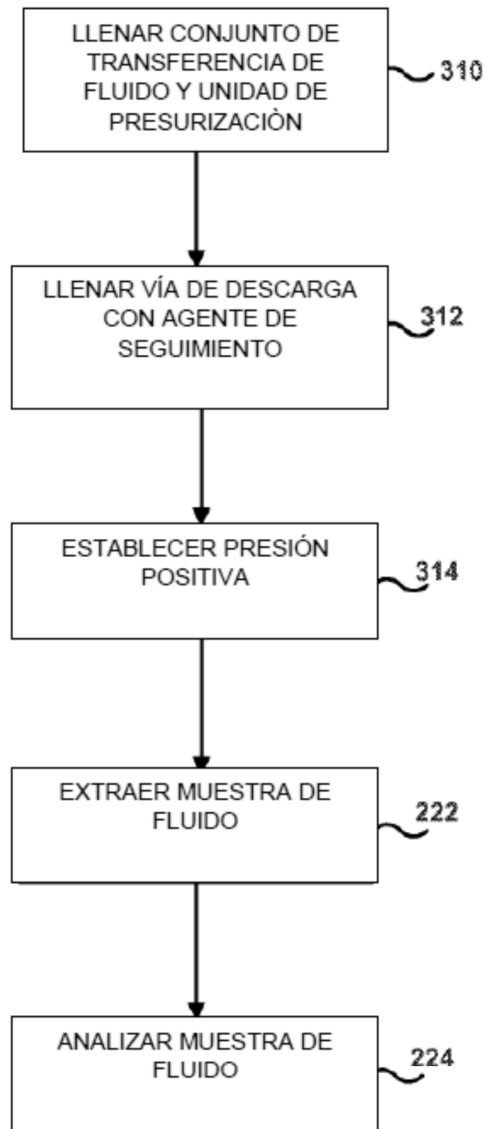 LLENAR CONJUNTO DE
TRANSFERENCIA DE
FLUIDO Y UNIDAD DE
PRESURIZACIÒN
310
LLENAR VÍA DE DESCARGA
CON AGENTE DE
SEGUIMIENTO
312
ESTABLECER PRESIÓN
POSITIVA
314
EXTRAER MUESTRA DE
FLUIDO
222
ANALIZAR MUESTRA DE
FLUIDO
224